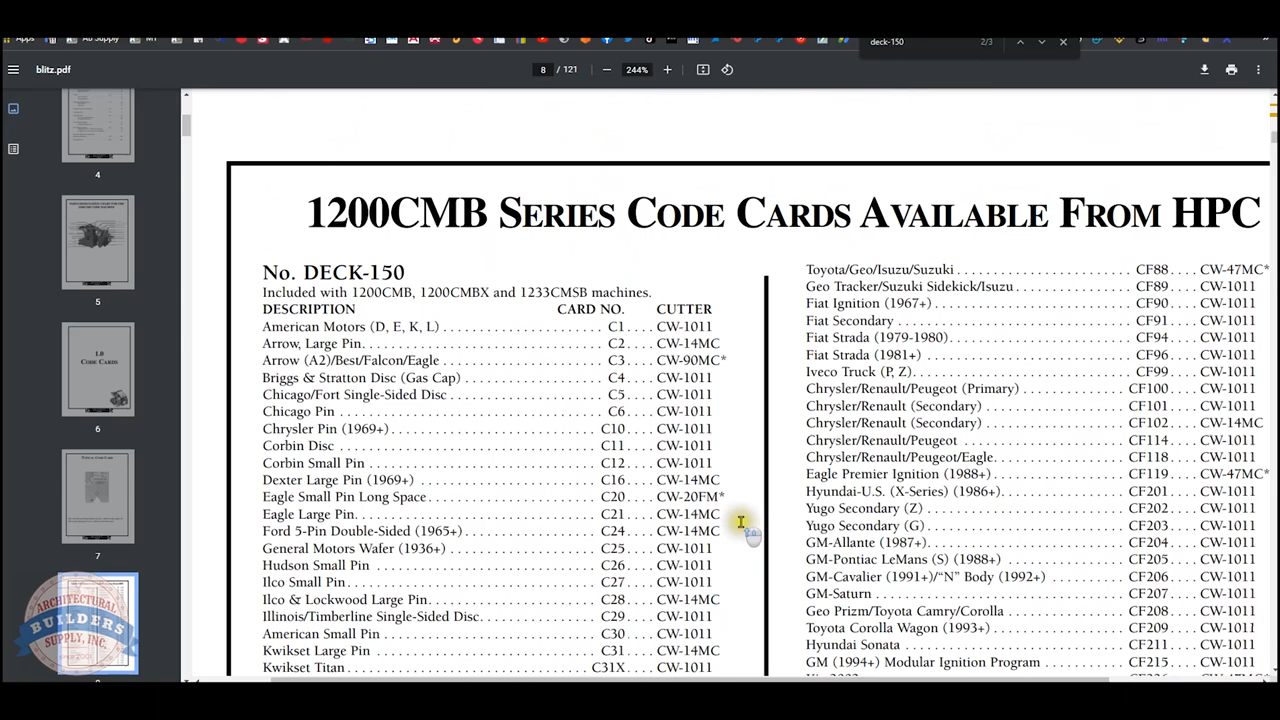 Apps
deck-150
2/3
blitz.pdf
8 / 121
244%
4
5
1.0
CODE CARDS
6
7
ARCHITECTURAL
BUILDERS
SUPPLY, INC.
1200CMB SERIES CODE CARDS AVAILABLE FROM HPC
No. DECK-150
Included with 1200CMB, 1200CMBX and 1233CMSB machines.
DESCRIPTION CARD NO. CUTTER
American Motors (D, E, K, L) C1 CW-1011
Arrow, Large Pin C2 CW-14MC
Arrow (A2)/Best/Falcon/Eagle C3 CW-90MC*
Briggs & Stratton Disc (Gas Cap) C4 CW-1011
Chicago/Fort Single-Sided Disc C5 CW-1011
Chicago Pin C6 CW-1011
Chrysler Pin (1969+) C10 CW-1011
Corbin Disc C11 CW-1011
Corbin Small Pin C12 CW-1011
Dexter Large Pin (1969+) C16 CW-14MC
Eagle Small Pin Long Space C20 CW-20FM*
Eagle Large Pin C21 CW-14MC
Ford 5-Pin Double-Sided (1965+) C24 CW-14MC
General Motors Wafer (1936+) C25 CW-1011
Hudson Small Pin C26 CW-1011
Ilco Small Pin C27 CW-1011
Ilco & Lockwood Large Pin C28 CW-14MC
Illinois/Timberline Single-Sided Disc C29 CW-1011
American Small Pin C30 CW-1011
Kwikset Large Pin C31 CW-14MC
Kwikset Titan C31X CW-1011
Toyota/Geo/Isuzu/Suzuki CF88 CW-47MC*
Geo Tracker/Suzuki Sidekick/Isuzu CF89 CW-1011
Fiat Ignition (1967+) CF90 CW-1011
Fiat Secondary CF91 CW-1011
Fiat Strada (1979-1980) CF94 CW-1011
Fiat Strada (1981+) CF96 CW-1011
Iveco Truck (P, Z) CF99 CW-1011
Chrysler/Renault/Peugeot (Primary) CF100 CW-1011
Chrysler/Renault (Secondary) CF101 CW-1011
Chrysler/Renault (Secondary) CF102 CW-14MC
Chrysler/Renault/Peugeot CF114 CW-1011
Chrysler/Renault/Peugeot/Eagle CF118 CW-1011
Eagle Premier Ignition (1988+) CF119 CW-47MC*
Hyundai-U.S. (X-Series) (1986+) CF201 CW-1011
Yugo Secondary (Z) CF202 CW-1011
Yugo Secondary (G) CF203 CW-1011
GM-Allante (1987+) CF204 CW-1011
GM-Pontiac LeMans (S) (1988+) CF205 CW-1011
GM-Cavalier (1991+)/"N" Body (1992+) CF206 CW-1011
GM-Saturn CF207 CW-1011
Geo Prizm/Toyota Camry/Corolla CF208 CW-1011
Toyota Corolla Wagon (1993+) CF209 CW-1011
Hyundai Sonata CF211 CW-1011
GM (1994+) Modular Ignition Program CF215 CW-1011